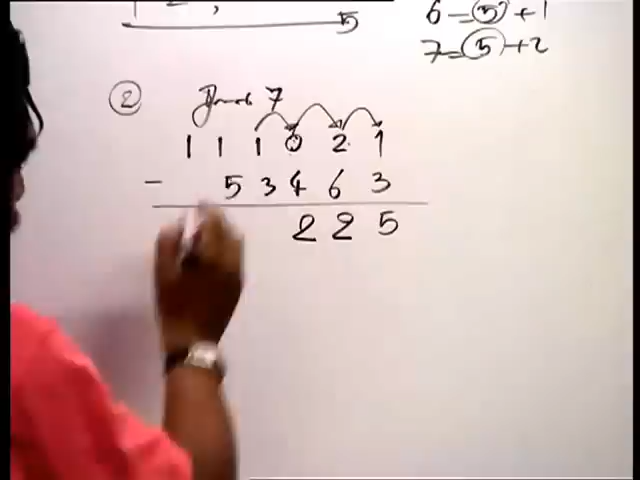 5
6 = 5 + 1
7 = 5 + 2
2 7
1 1 1 0 2 1
- 5 3 4 6 3
2 2 5